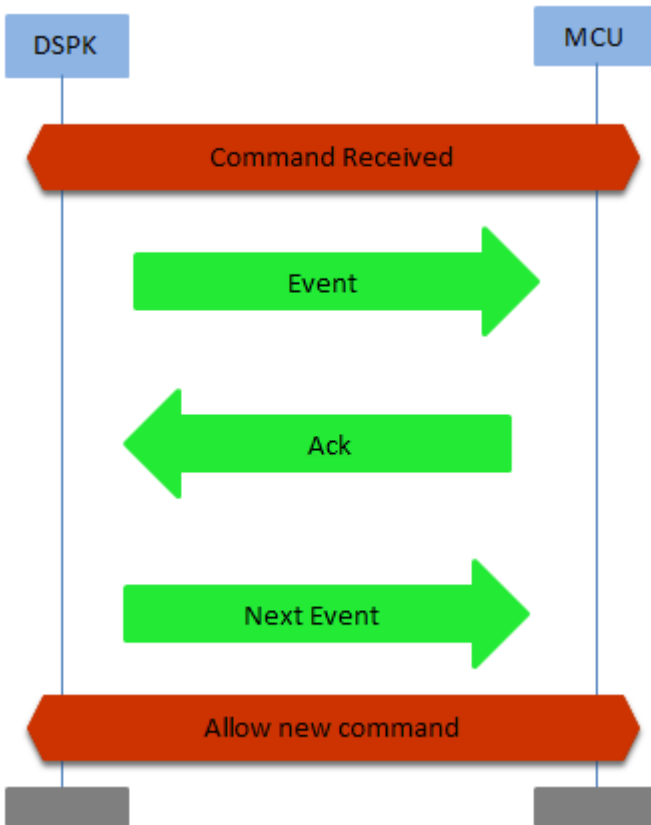 DSPK
MCU
Command Received
Event
Ack
Next Event
Allow new command